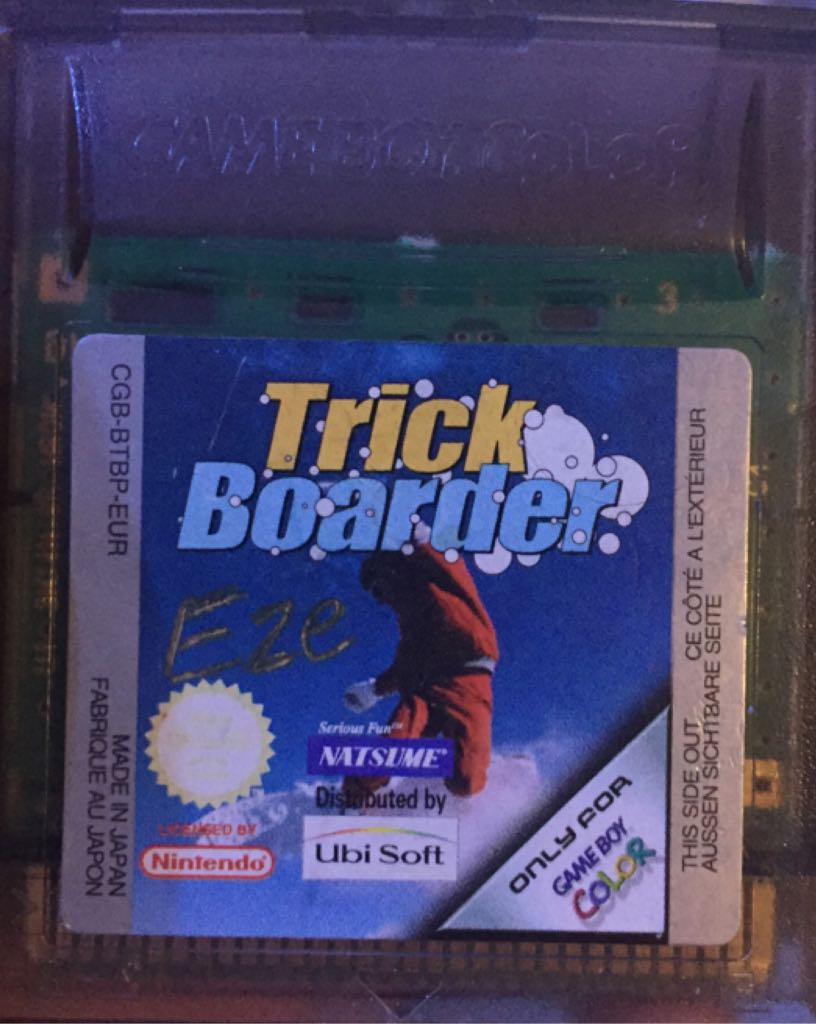 GAME BOY COLOR
CGB-BTBP-EUR
MADE IN JAPAN
FABRIQUE AU JAPON
Trick
Boarder
Eze
Serious Fun™
NATSUME®
Distributed by
Ubi Soft
LICENSED BY
Nintendo®
ONLY FOR
GAME BOY
COLOR
THIS SIDE OUT CE CÔTÉ A L'EXTÉRIEUR
AUSSEN SICHTBARE SEITE